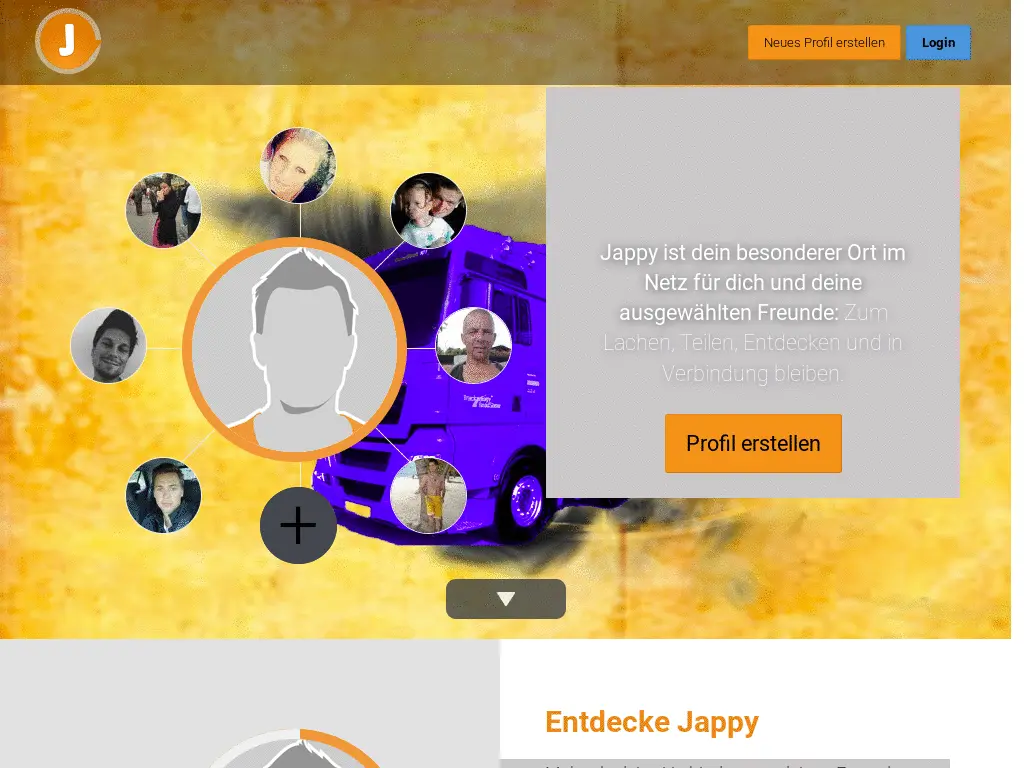 J
Neues Profil erstellen
Login
Jappy ist dein besonderer Ort im
Netz für dich und deine
ausgewählten Freunde: Zum
Lachen, Teilen, Entdecken und in
Verbindung bleiben.
Profil erstellen
Entdecke Jappy